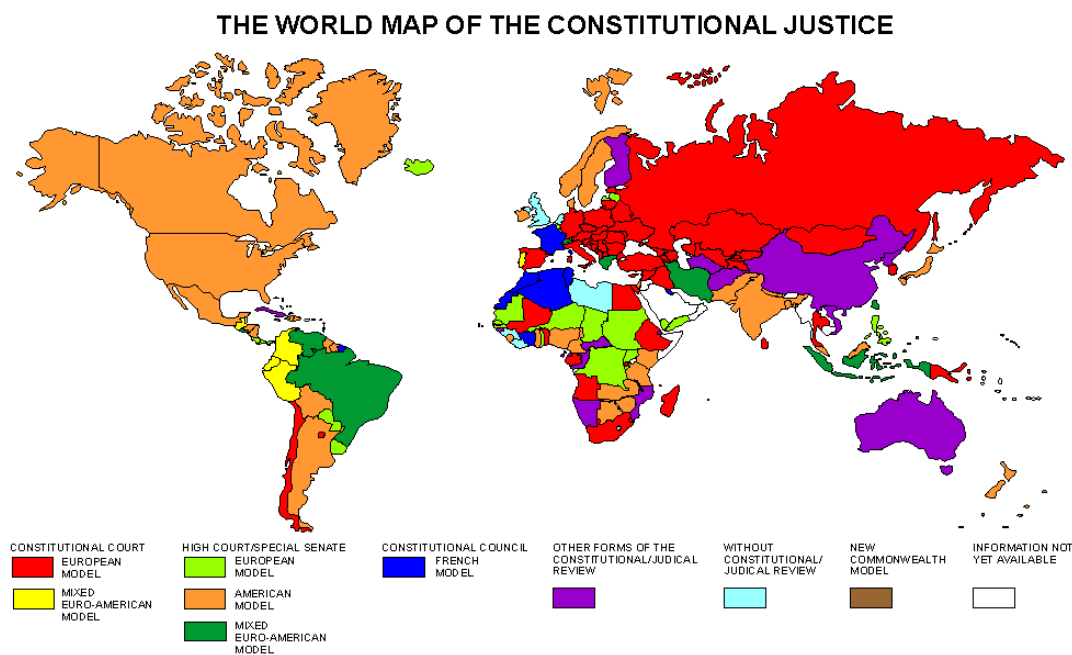 THE WORLD MAP OF THE CONSTITUTIONAL JUSTICE
CONSTITUTIONAL COURT
EUROPEAN
MODEL
MIXED
EURO-AMERICAN
MODEL
HIGH COURT/SPECIAL SENATE
EUROPEAN
MODEL
AMERICAN
MODEL
MIXED
EURO-AMERICAN
MODEL
CONSTITUTIONAL COUNCIL
FRENCH
MODEL
OTHER FORMS OF THE
CONSTITUTIONAL/JUDICAL
REVIEW
WITHOUT
CONSTITUTIONAL/
JUDICAL REVIEW
NEW
COMMONWEALTH
MODEL
INFORMATION NOT
YET AVAILABLE